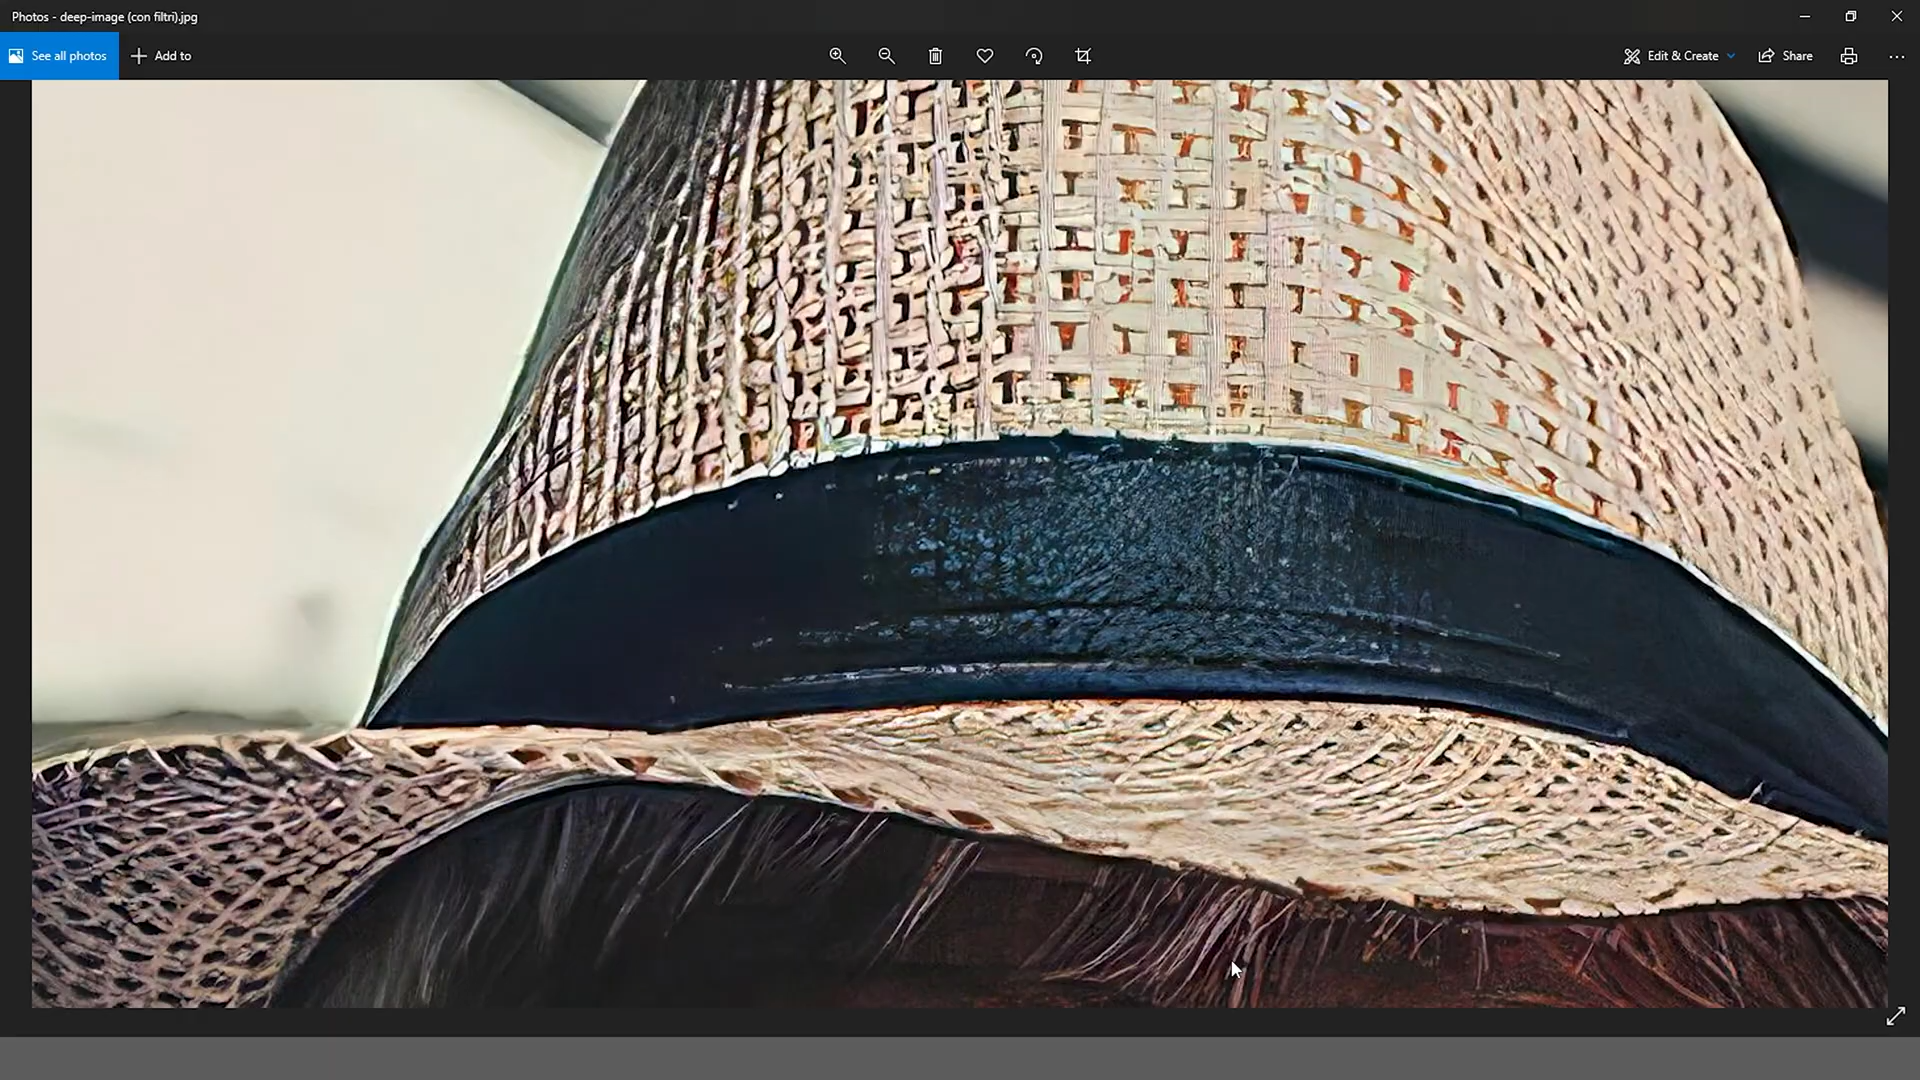 Photos - deep-image (con filtri).jpg
See all photos
Add to
Edit & Create
Share